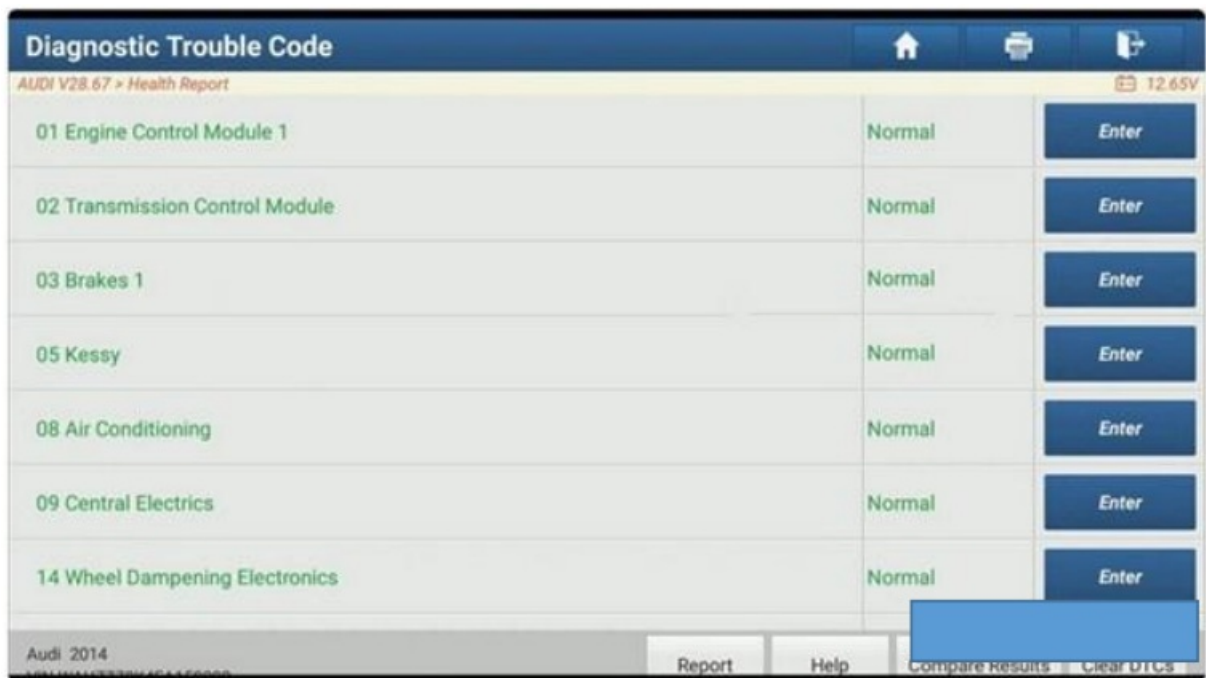 Diagnostic Trouble Code
AUDI V28.67 > Health Report 12.65V
01 Engine Control Module 1 Normal Enter
02 Transmission Control Module Normal Enter
03 Brakes 1 Normal Enter
05 Kessy Normal Enter
08 Air Conditioning Normal Enter
09 Central Electrics Normal Enter
14 Wheel Dampening Electronics Normal Enter
Audi 2014
Report Help Compare Results Clear DTCs